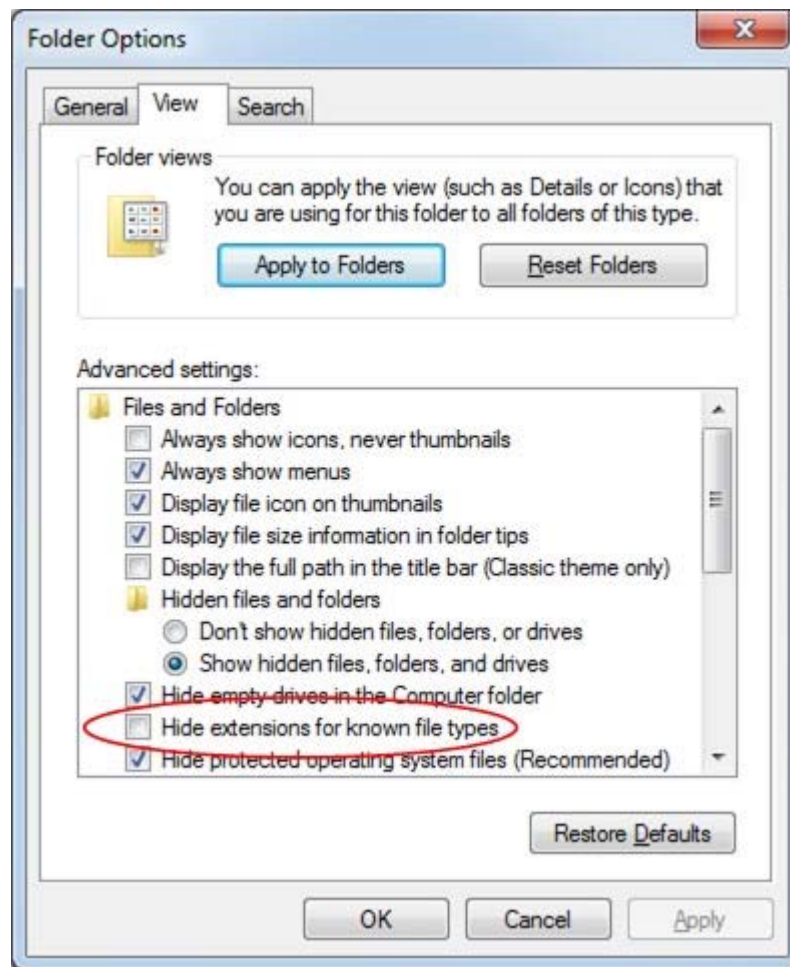 Folder Options
General View Search
Folder views
You can apply the view (such as Details or Icons) that
you are using for this folder to all folders of this type.
Apply to Folders Reset Folders
Advanced settings:
Files and Folders
Always show icons, never thumbnails
Always show menus
Display file icon on thumbnails
Display file size information in folder tips
Display the full path in the title bar (Classic theme only)
Hidden files and folders
Don't show hidden files, folders, or drives
Show hidden files, folders, and drives
Hide empty drives in the Computer folder
Hide extensions for known file types
Hide protected operating system files (Recommended)
Restore Defaults
OK Cancel Apply